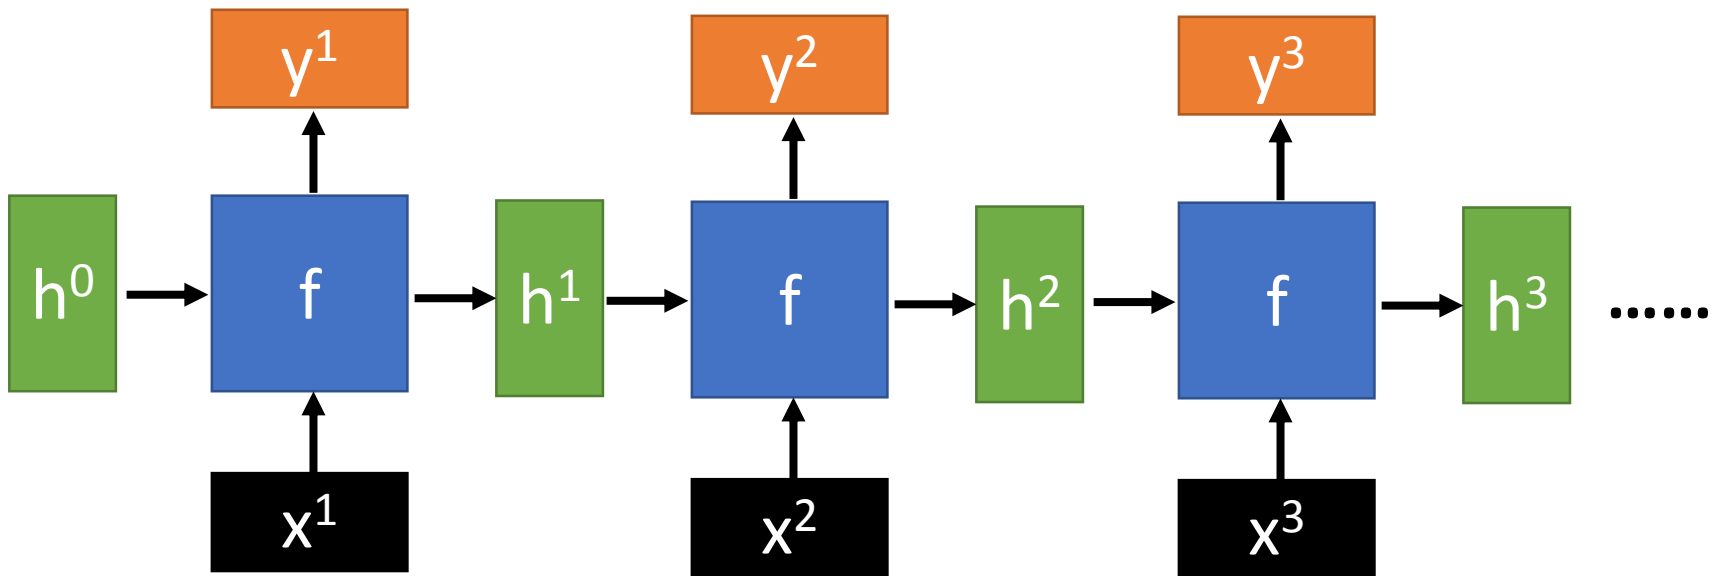 y¹ y² y³
h⁰ f h¹ f h² f h³ ......
x¹ x² x³